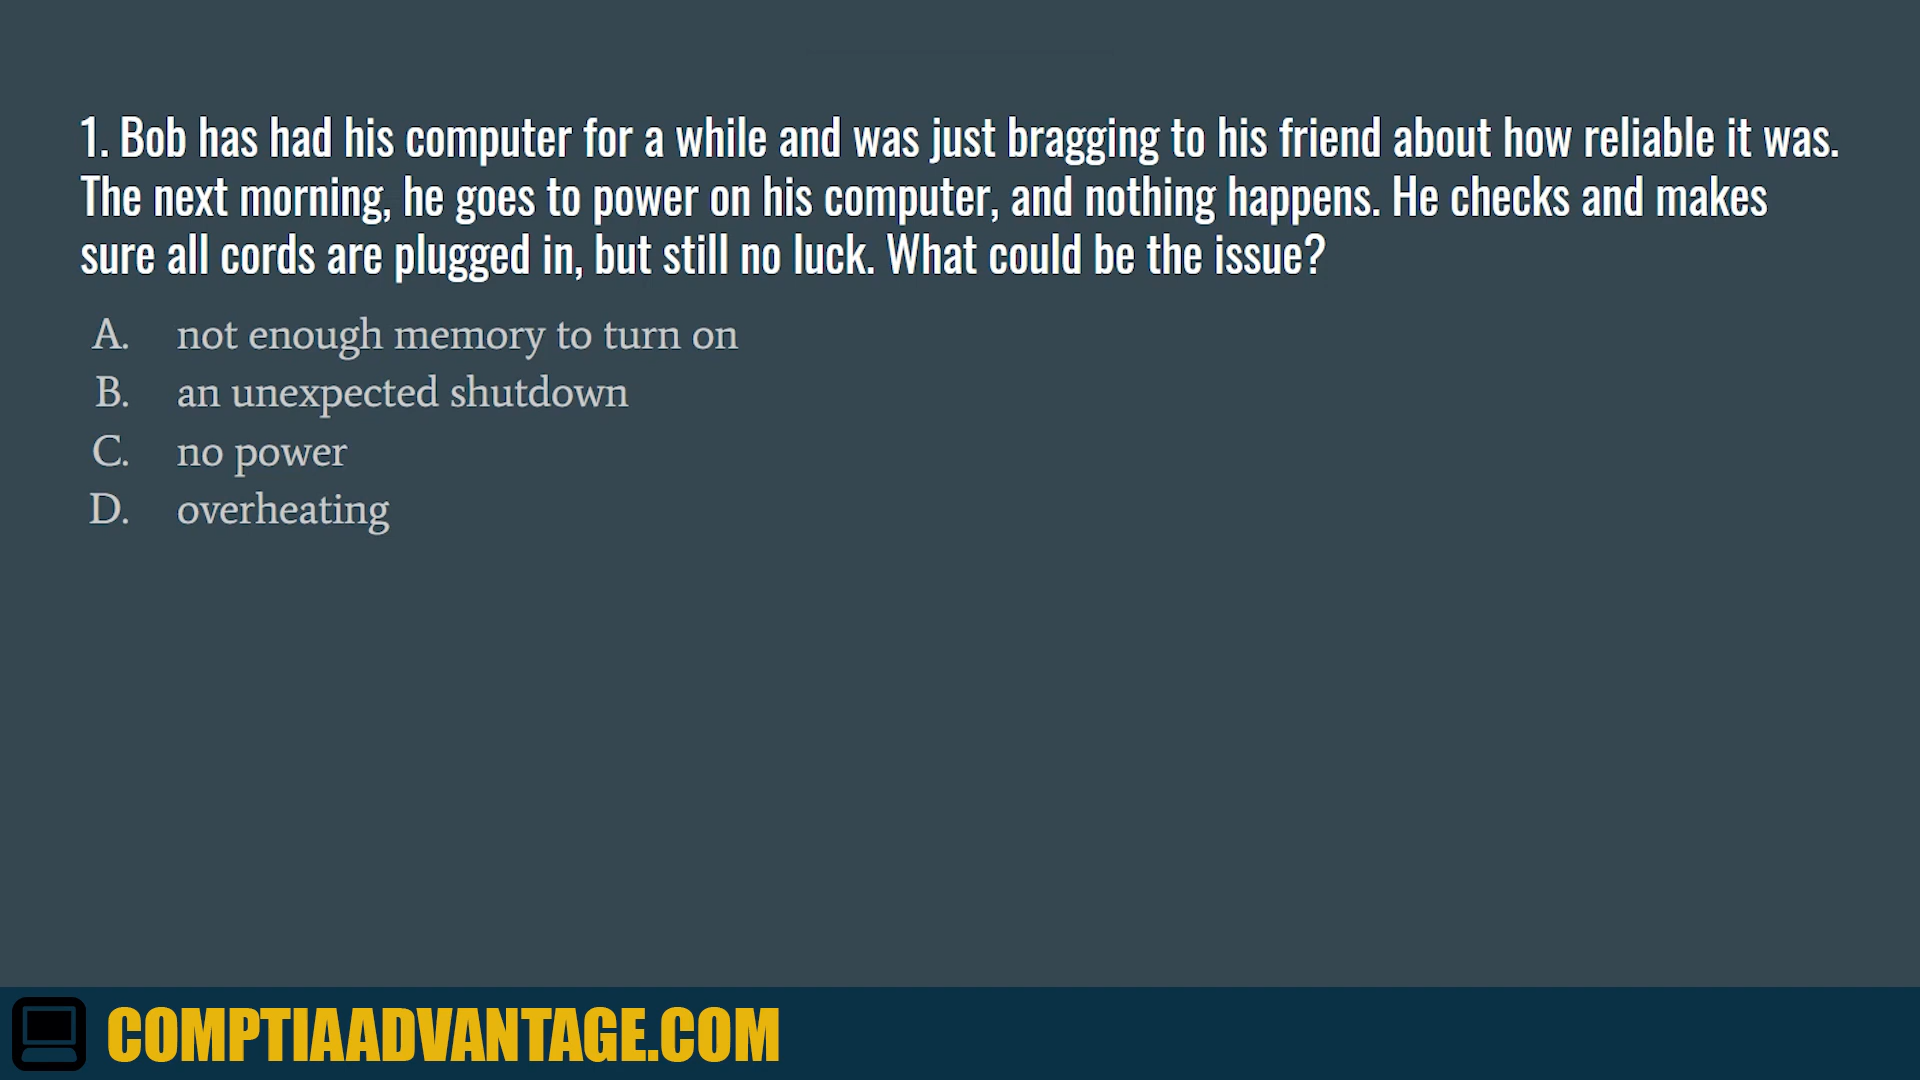 1. Bob has had his computer for a while and was just bragging to his friend about how reliable it was.
The next morning, he goes to power on his computer, and nothing happens. He checks and makes
sure all cords are plugged in, but still no luck. What could be the issue?
A. not enough memory to turn on
B. an unexpected shutdown
C. no power
D. overheating
COMPTIAADVANTAGE.COM